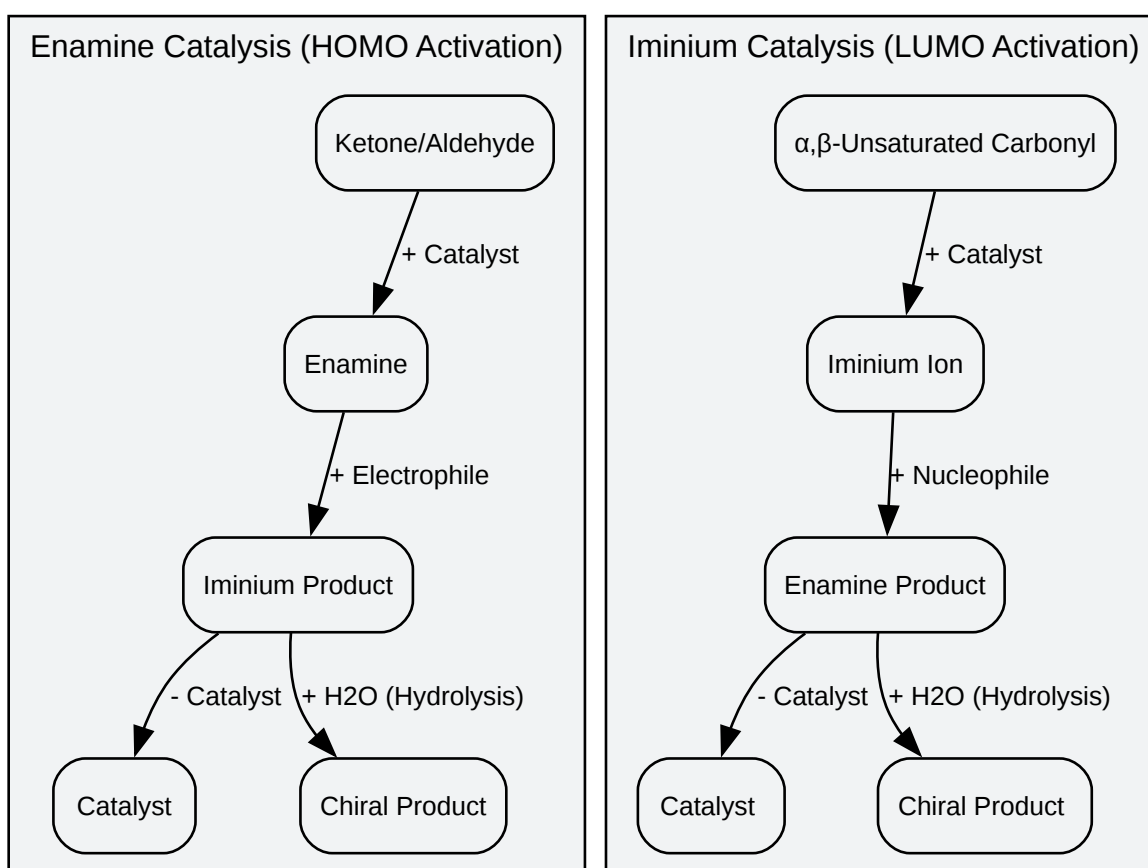 Enamine Catalysis (HOMO Activation)
Ketone/Aldehyde
+ Catalyst
Enamine
+ Electrophile
Iminium Product
- Catalyst
+ H2O (Hydrolysis)
Catalyst
Chiral Product
Iminium Catalysis (LUMO Activation)
α,β-Unsaturated Carbonyl
+ Catalyst
Iminium Ion
+ Nucleophile
Enamine Product
- Catalyst
+ H2O (Hydrolysis)
Catalyst
Chiral Product